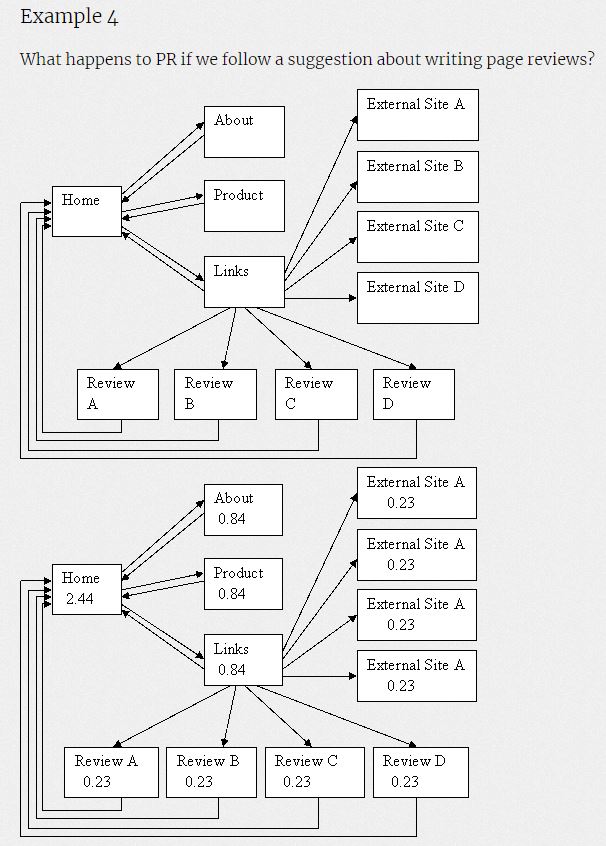 Example 4
What happens to PR if we follow a suggestion about writing page reviews?
External Site A
About
External Site B
Home
Product
External Site C
Links
External Site D
Review
A
Review
B
Review
C
Review
D
External Site A
0.23
About
0.84
External Site A
0.23
Home
2.44
Product
0.84
External Site A
0.23
Links
0.84
External Site A
0.23
Review A
0.23
Review B
0.23
Review C
0.23
Review D
0.23